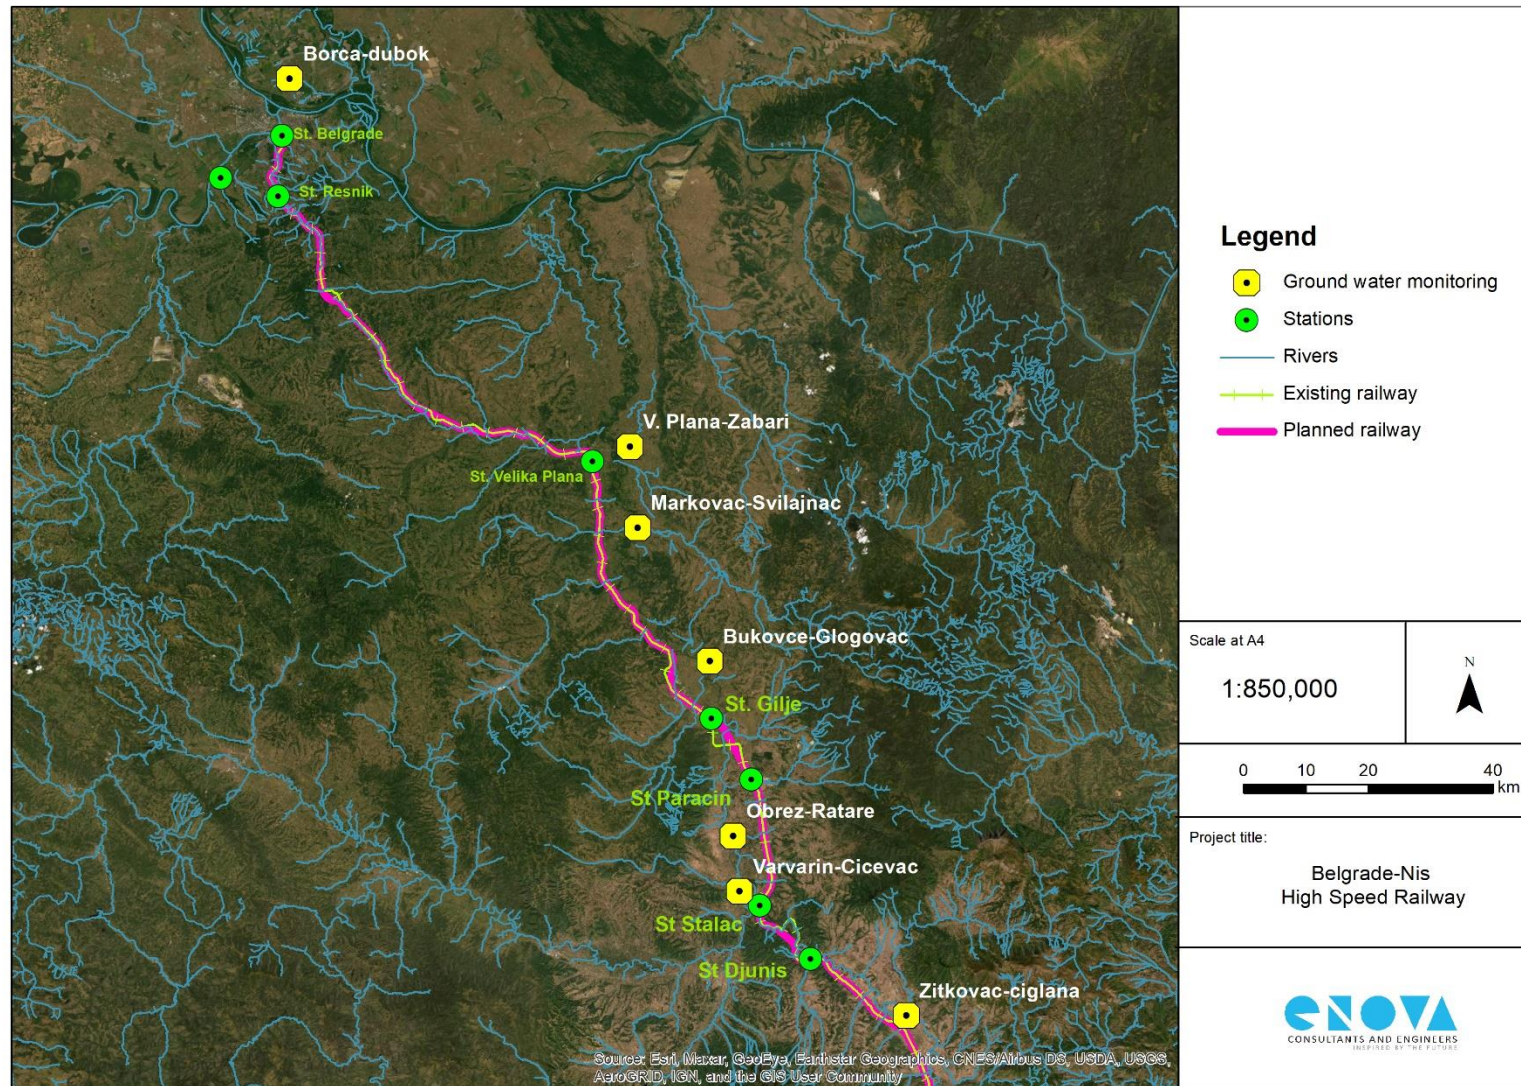 Borca-dubok
St. Belgrade
St. Resnik
V. Plana-Zabari
St. Velika Plana
Markovac-Svilajnac
Bukovce-Glogovac
St. Gilje
St Paracin
Obrez-Ratare
Varvarin-Cicevac
St Stalac
St Djunis
Zitkovac-ciglana
Source: Esri, Maxar, GeoEye, Earthstar Geographics, CNES/Airbus DS, USDA, USGS,
AeroGRID, IGN, and the GIS User Community
Legend
Ground water monitoring
Stations
Rivers
Existing railway
Planned railway
Scale at A4
1:850,000
N
0 10 20 40
km
Project title:
Belgrade-Nis
High Speed Railway
eNOVA
CONSULTANTS AND ENGINEERS
INSPIRED BY THE FUTURE